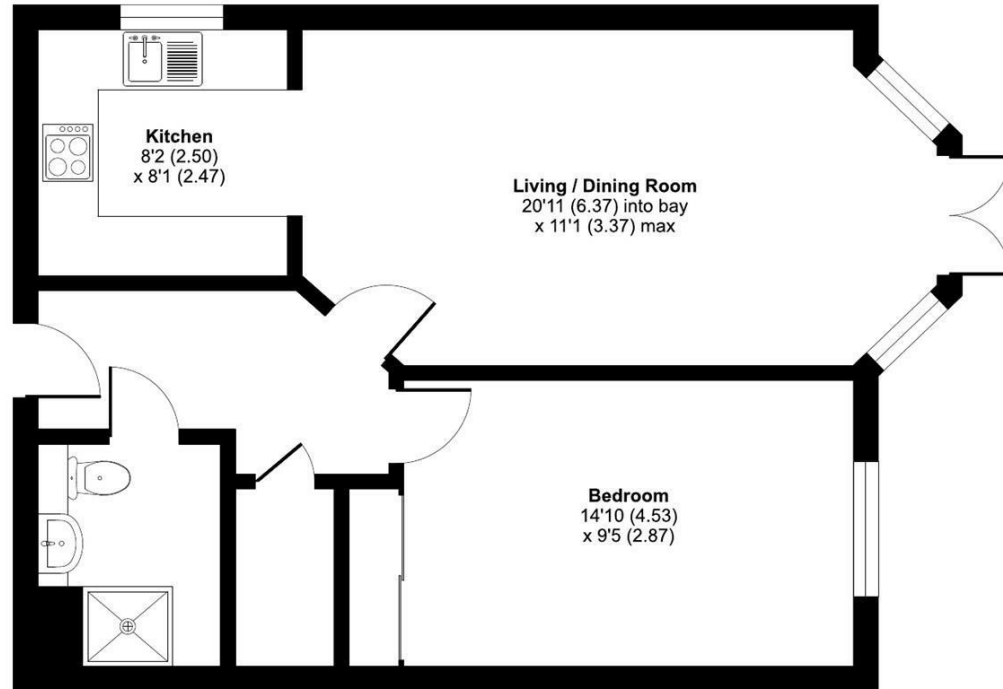 Kitchen
8'2 (2.50)
x 8'1 (2.47)
Living / Dining Room
20'11 (6.37) into bay
x 11'1 (3.37) max
Bedroom
14'10 (4.53)
x 9'5 (2.87)